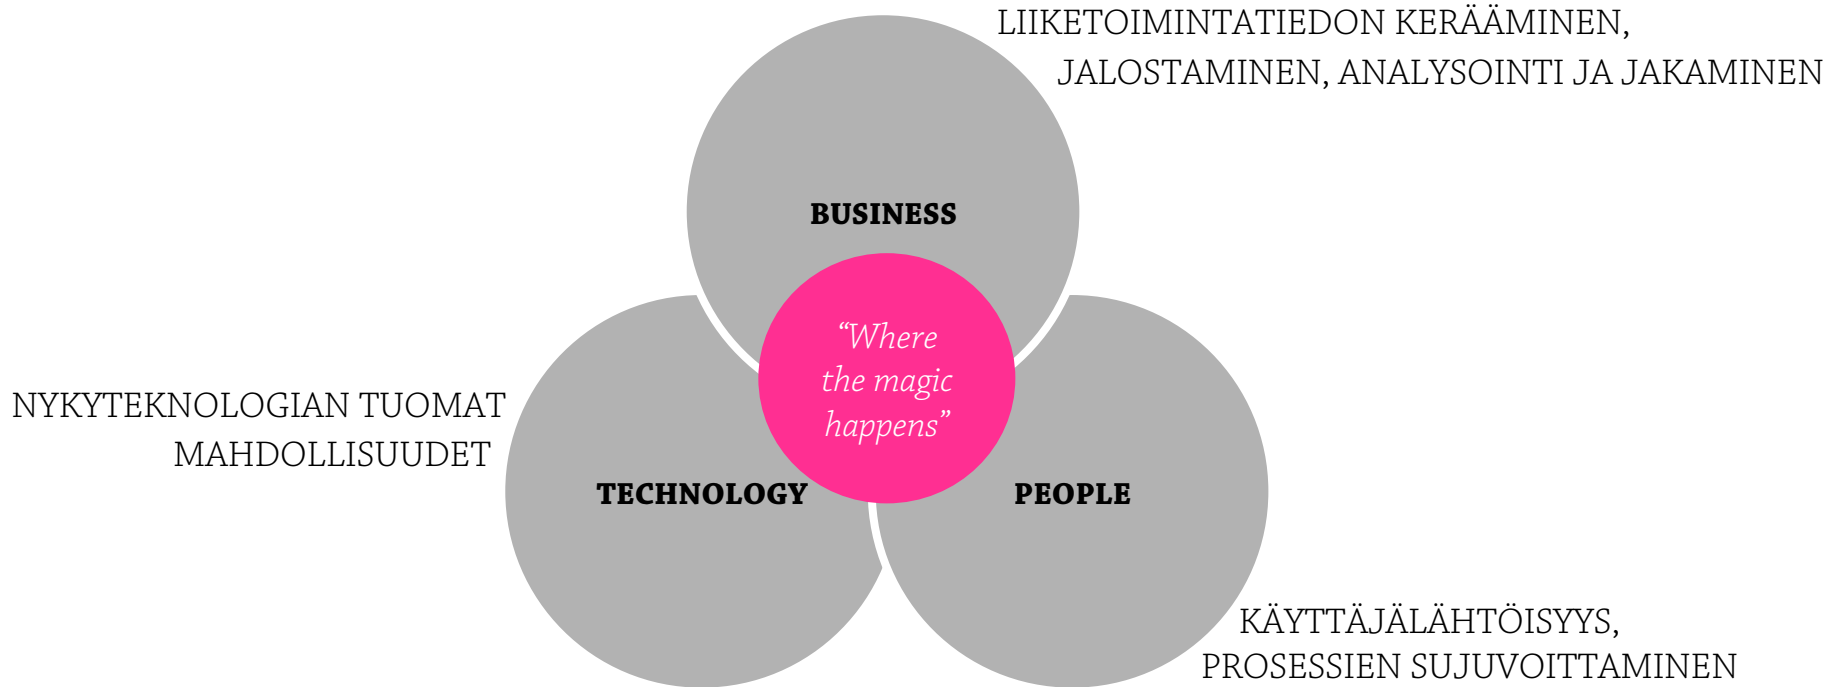 LIIKETOIMINTATIEDON KERÄÄMINEN,
JALOSTAMINEN, ANALYSOINTI JA JAKAMINEN
BUSINESS
“Where
the magic
happens”
NYKYTEKNOLOGIAN TUOMAT
MAHDOLLISUUDET
TECHNOLOGY
PEOPLE
KÄYTTÄJÄLÄHTÖISYYS,
PROSESSIEN SUJUVOITTAMINEN